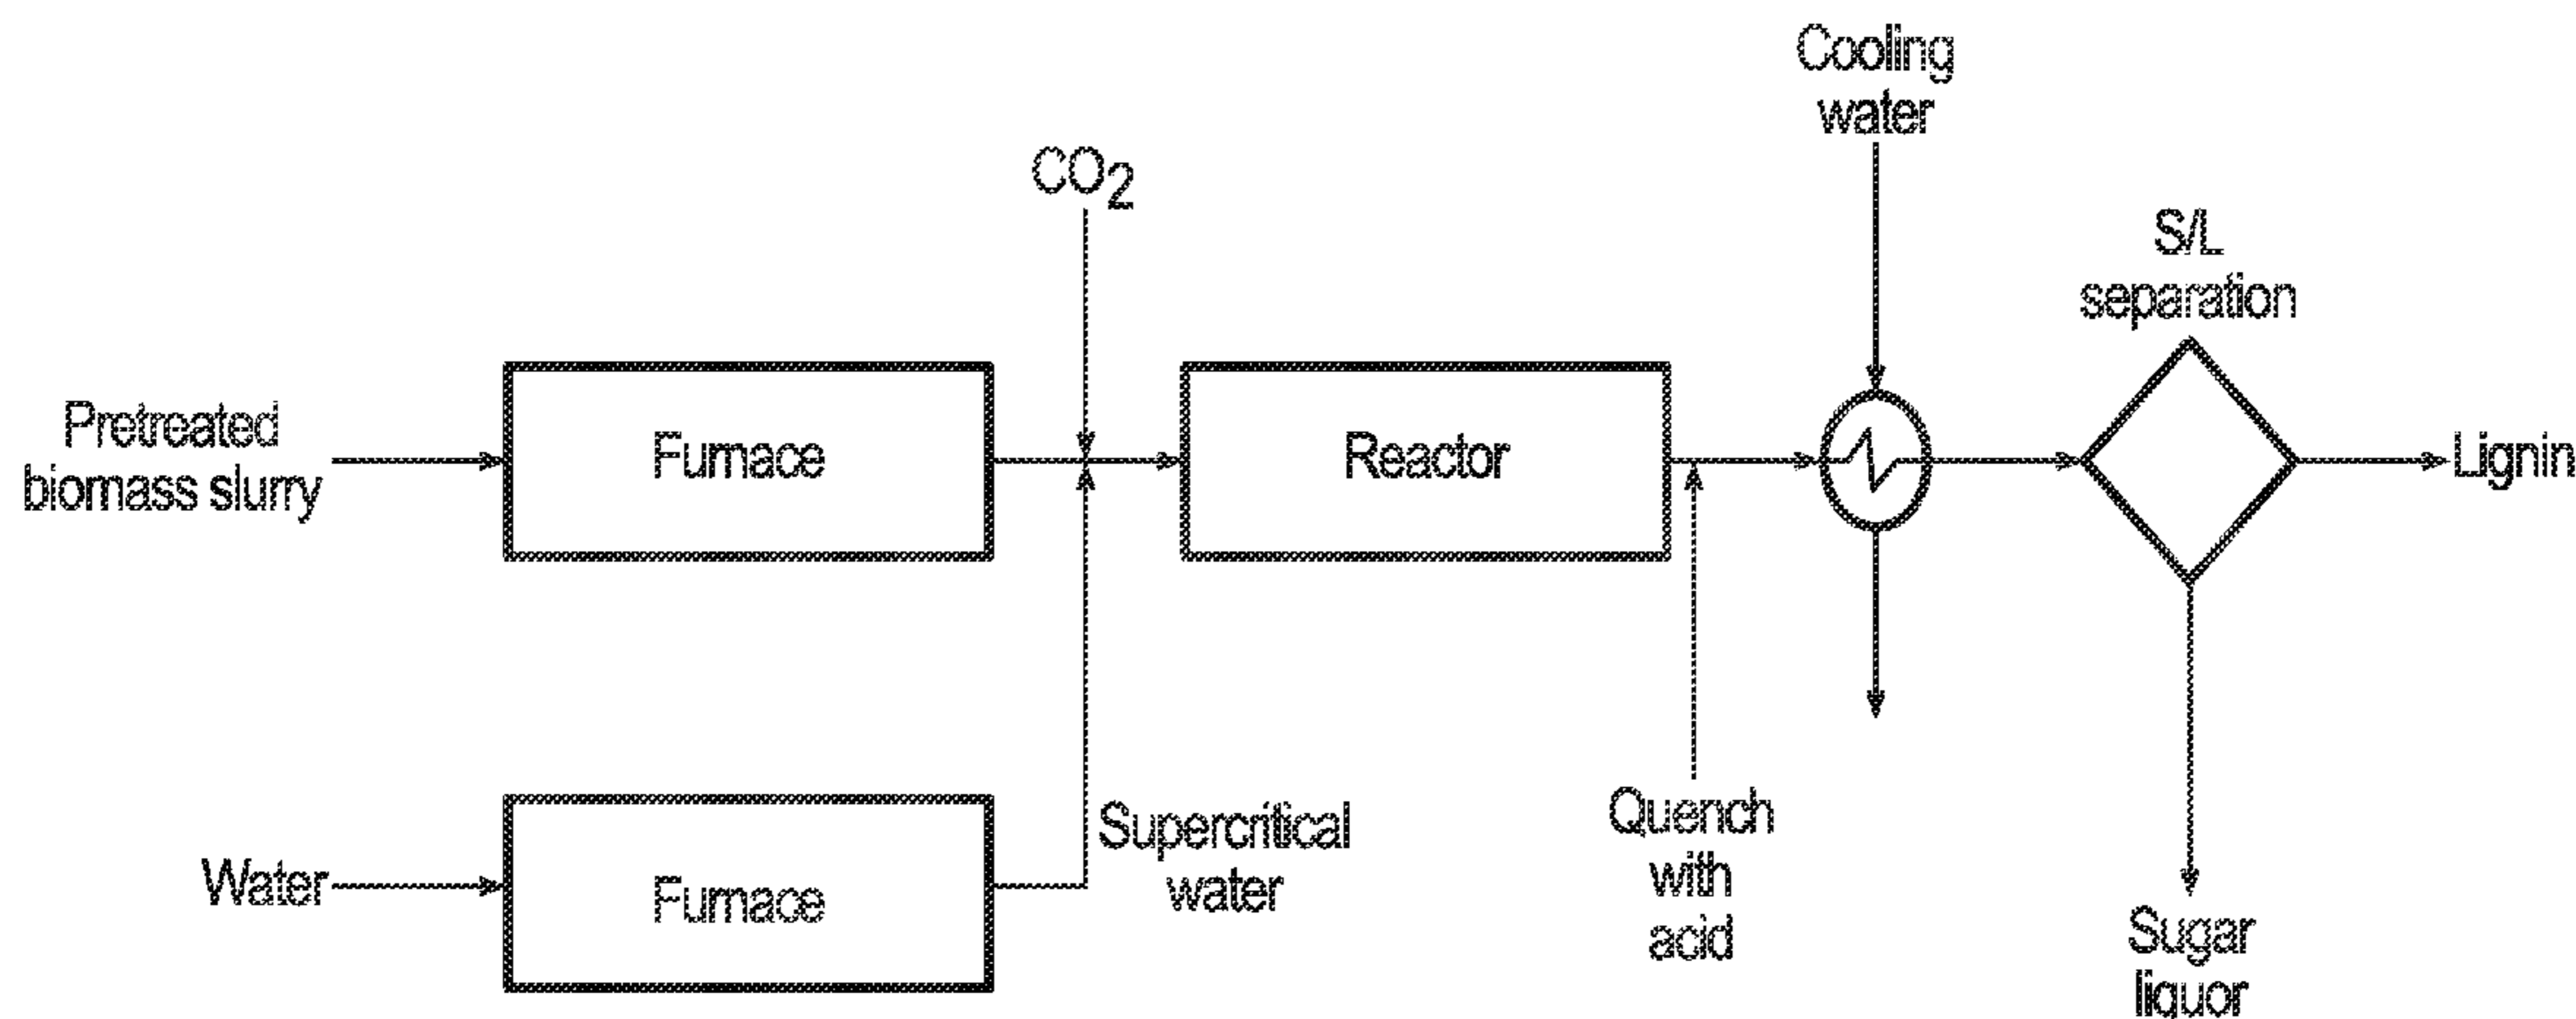 Cooling
water
CO2
S/L
separation
Pretreated
biomass slurry
Furnace
Reactor
Lignin
Water
Furnace
Supercritical
water
Quench
with
acid
Sugar
liquor